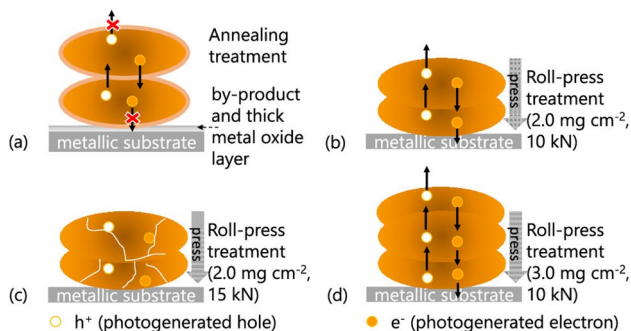 Annealing
treatment
by-product
and thick
metal oxide
layer
(a)
metallic substrate
press
Roll-press
treatment
(2.0 mg cm⁻²,
10 kN)
(b)
metallic substrate
press
Roll-press
treatment
(2.0 mg cm⁻²,
15 kN)
(c)
metallic substrate
press
Roll-press
treatment
(3.0 mg cm⁻²,
10 kN)
(d)
metallic substrate
h⁺ (photogenerated hole)
e⁻ (photogenerated electron)